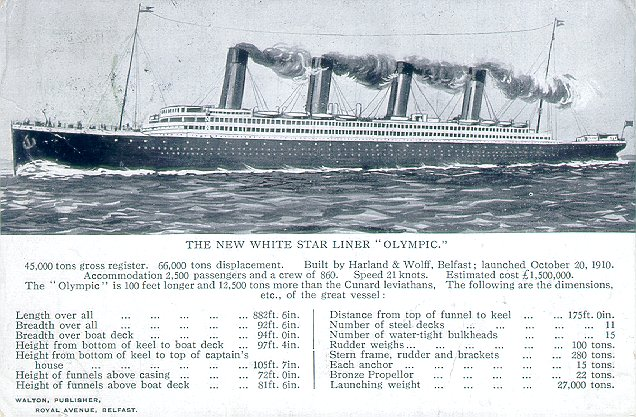 THE NEW WHITE STAR LINER "OLYMPIC."
45,000 tons gross register. 66,000 tons displacement. Built by Harland & Wolff, Belfast; launched October 20, 1910.
Accommodation 2,500 passengers and a crew of 860. Speed 21 knots. Estimated cost £1,500,000.
The "Olympic" is 100 feet longer and 12,500 tons more than the Cunard leviathans, The following are the dimensions,
etc., of the great vessel:
Length over all ... ... ... ... ... 882ft. 6in.
Breadth over all ... ... ... ... ... 92ft. 6in.
Breadth over boat deck ... ... ... ... 94ft. 0in.
Height from bottom of keel to boat deck ... 97ft. 4in.
Height from bottom of keel to top of captain's
house ... ... ... ... ... ... 105ft. 7in.
Height of funnels above casing ... ... ... 72ft. 0in.
Height of funnels above boat deck ... ... 81ft. 6in.
Distance from top of funnel to keel ... ... 175ft. 0in.
Number of steel decks ... ... ... ... 11
Number of water-tight bulkheads ... ... 15
Rudder weighs... ... ... ... ... 100 tons.
Stern frame, rudder and brackets ... ... 280 tons.
Each anchor ... ... ... ... ... 15 tons.
Bronze Propellor ... ... ... ... 22 tons.
Launching weight ... ... ... ... 27,000 tons.
WALTON, PUBLISHER,
ROYAL AVENUE, BELFAST.